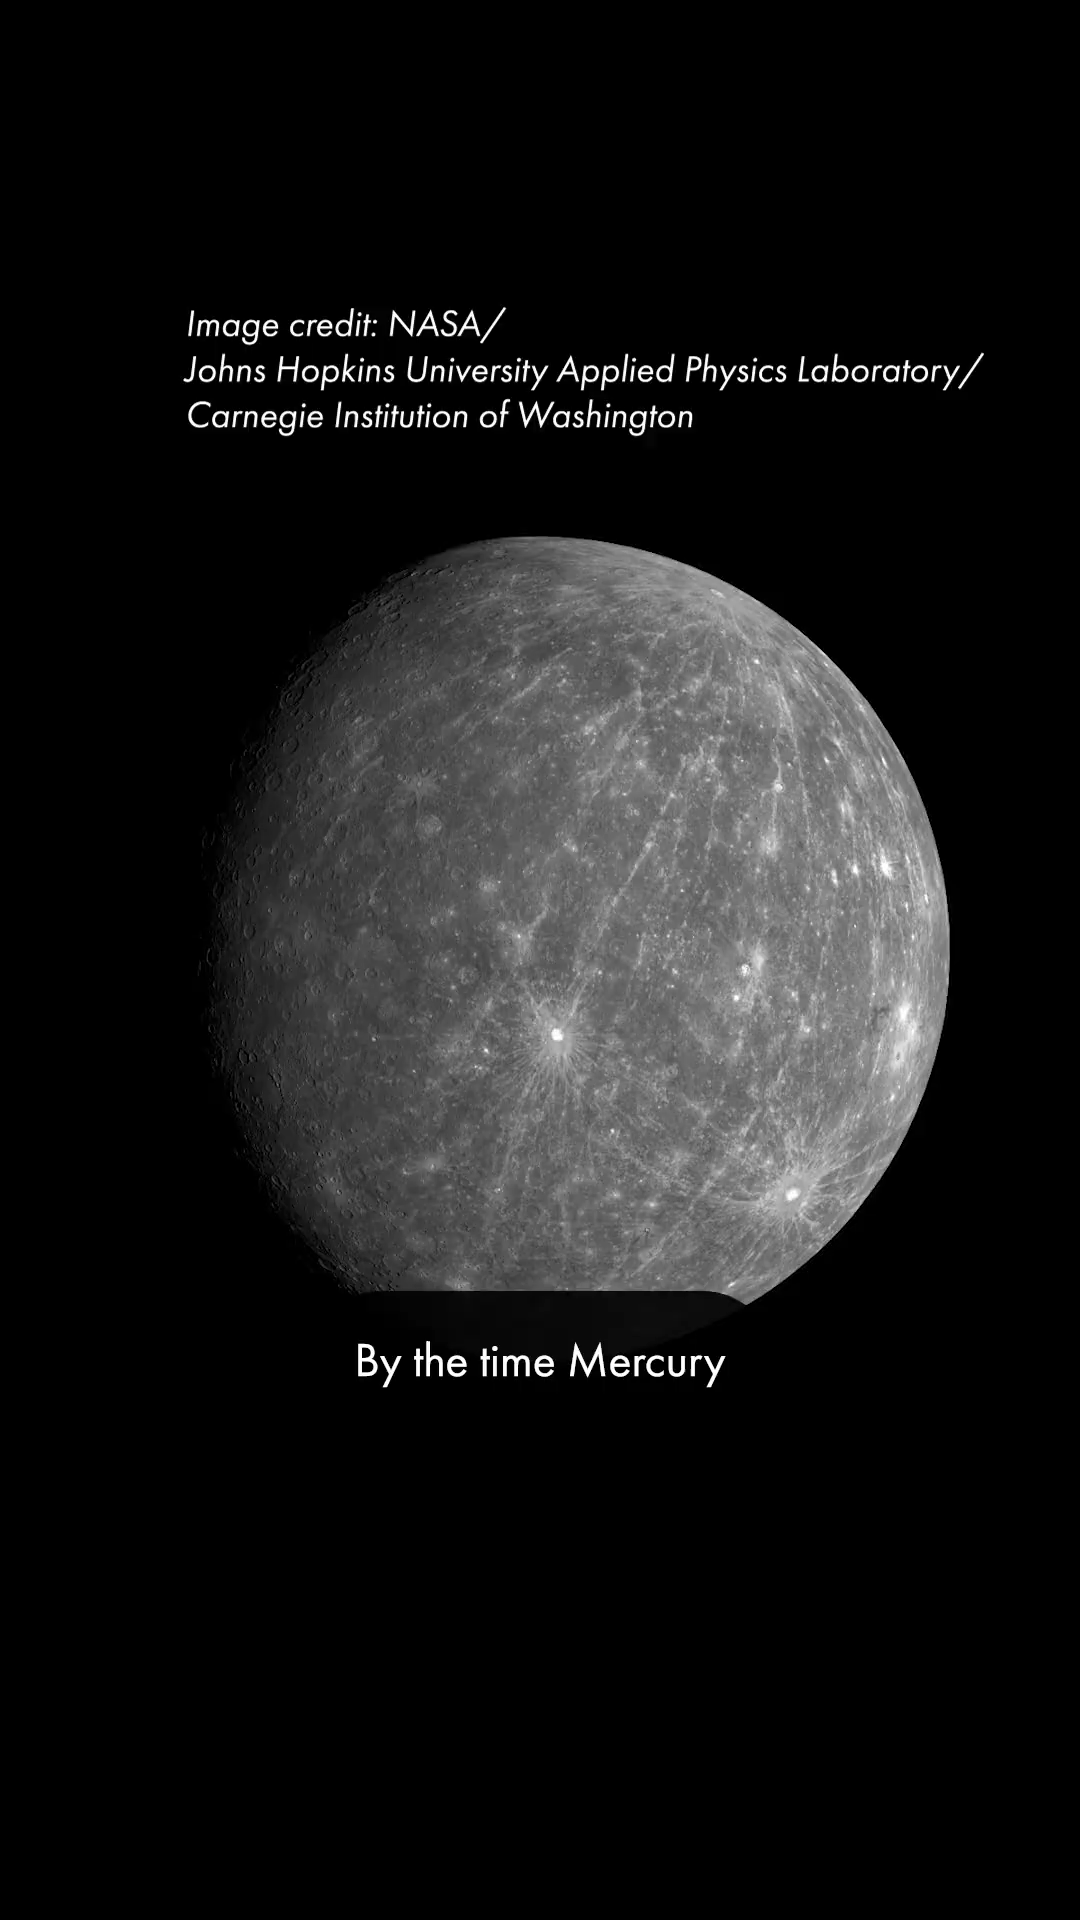 Image credit: NASA/
Johns Hopkins University Applied Physics Laboratory/
Carnegie Institution of Washington
By the time Mercury